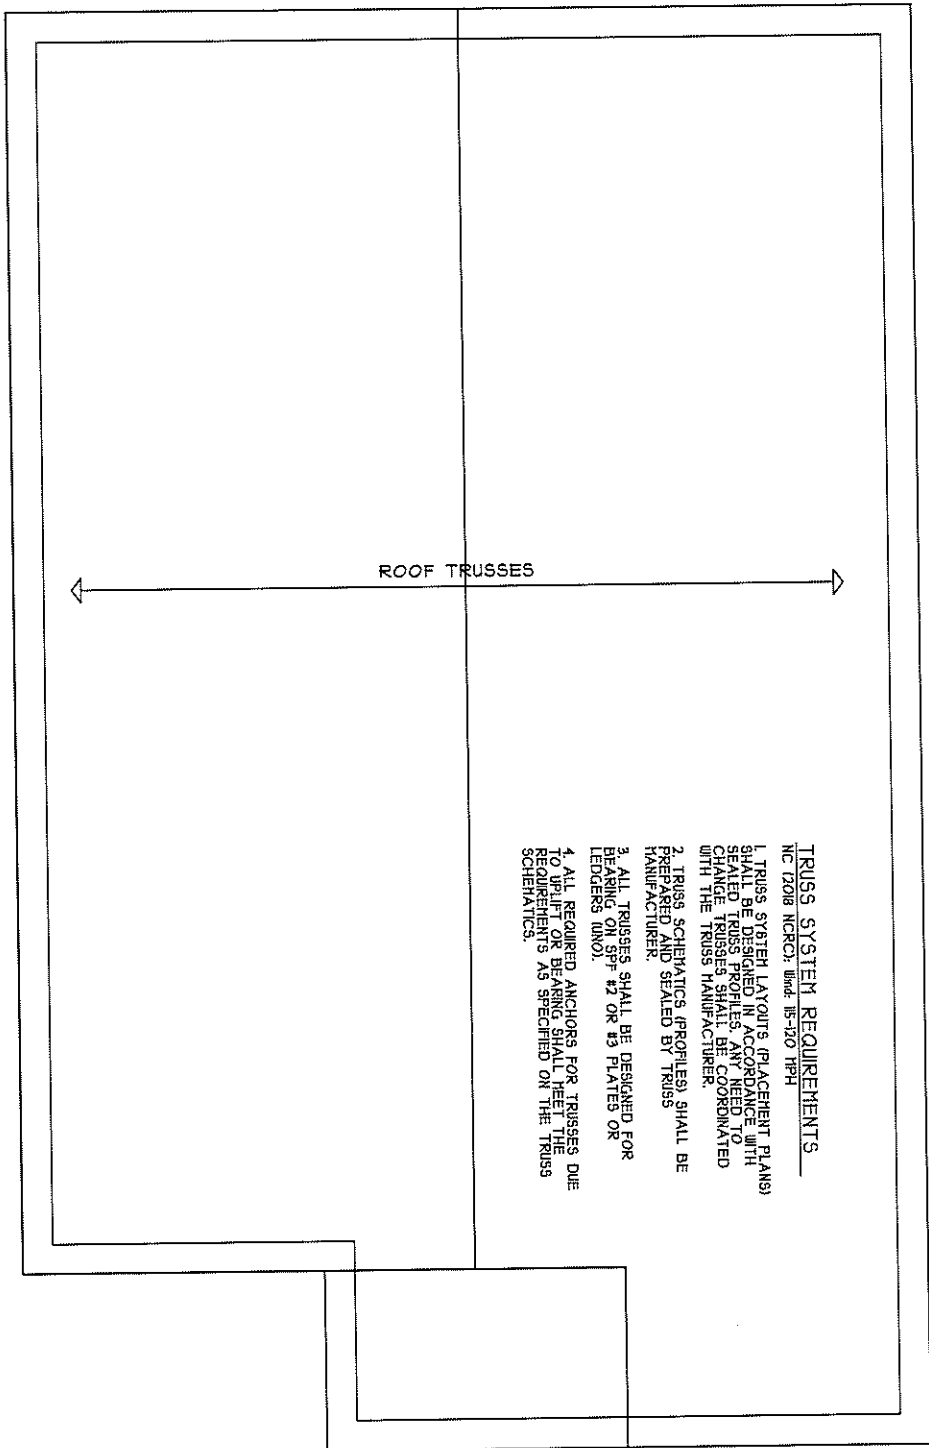 ROOF TRUSSES
TRUSS SYSTEM REQUIREMENTS
NC (2018 NCRC): Wind: 115-120 MPH
1. TRUSS SYSTEM LAYOUTS (PLACEMENT PLANS)
SHALL BE DESIGNED IN ACCORDANCE WITH
SEALED TRUSS PROFILES. ANY NEED TO
CHANGE TRUSSES SHALL BE COORDINATED
WITH THE TRUSS MANUFACTURER.
2. TRUSS SCHEMATICS (PROFILES) SHALL BE
PREPARED AND SEALED BY TRUSS
MANUFACTURER.
3. ALL TRUSSES SHALL BE DESIGNED FOR
BEARING ON SPF #2 OR #3 PLATES OR
LEDGERS (UNO).
4. ALL REQUIRED ANCHORS FOR TRUSSES DUE
TO UPLIFT OR BEARING SHALL MEET THE
REQUIREMENTS AS SPECIFIED ON THE TRUSS
SCHEMATICS.